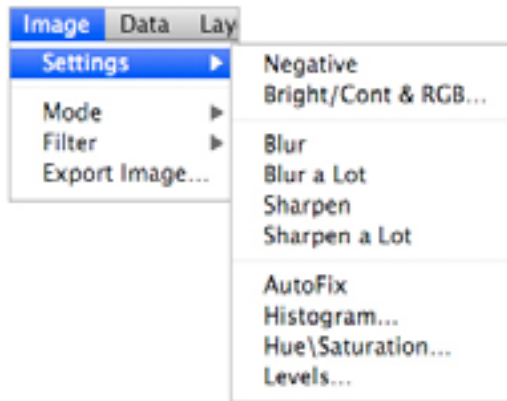 Image Data Lay
Settings
Mode
Filter
Export Image...
Negative
Bright/Cont & RGB...
Blur
Blur a Lot
Sharpen
Sharpen a Lot
AutoFix
Histogram...
Hue\Saturation...
Levels...